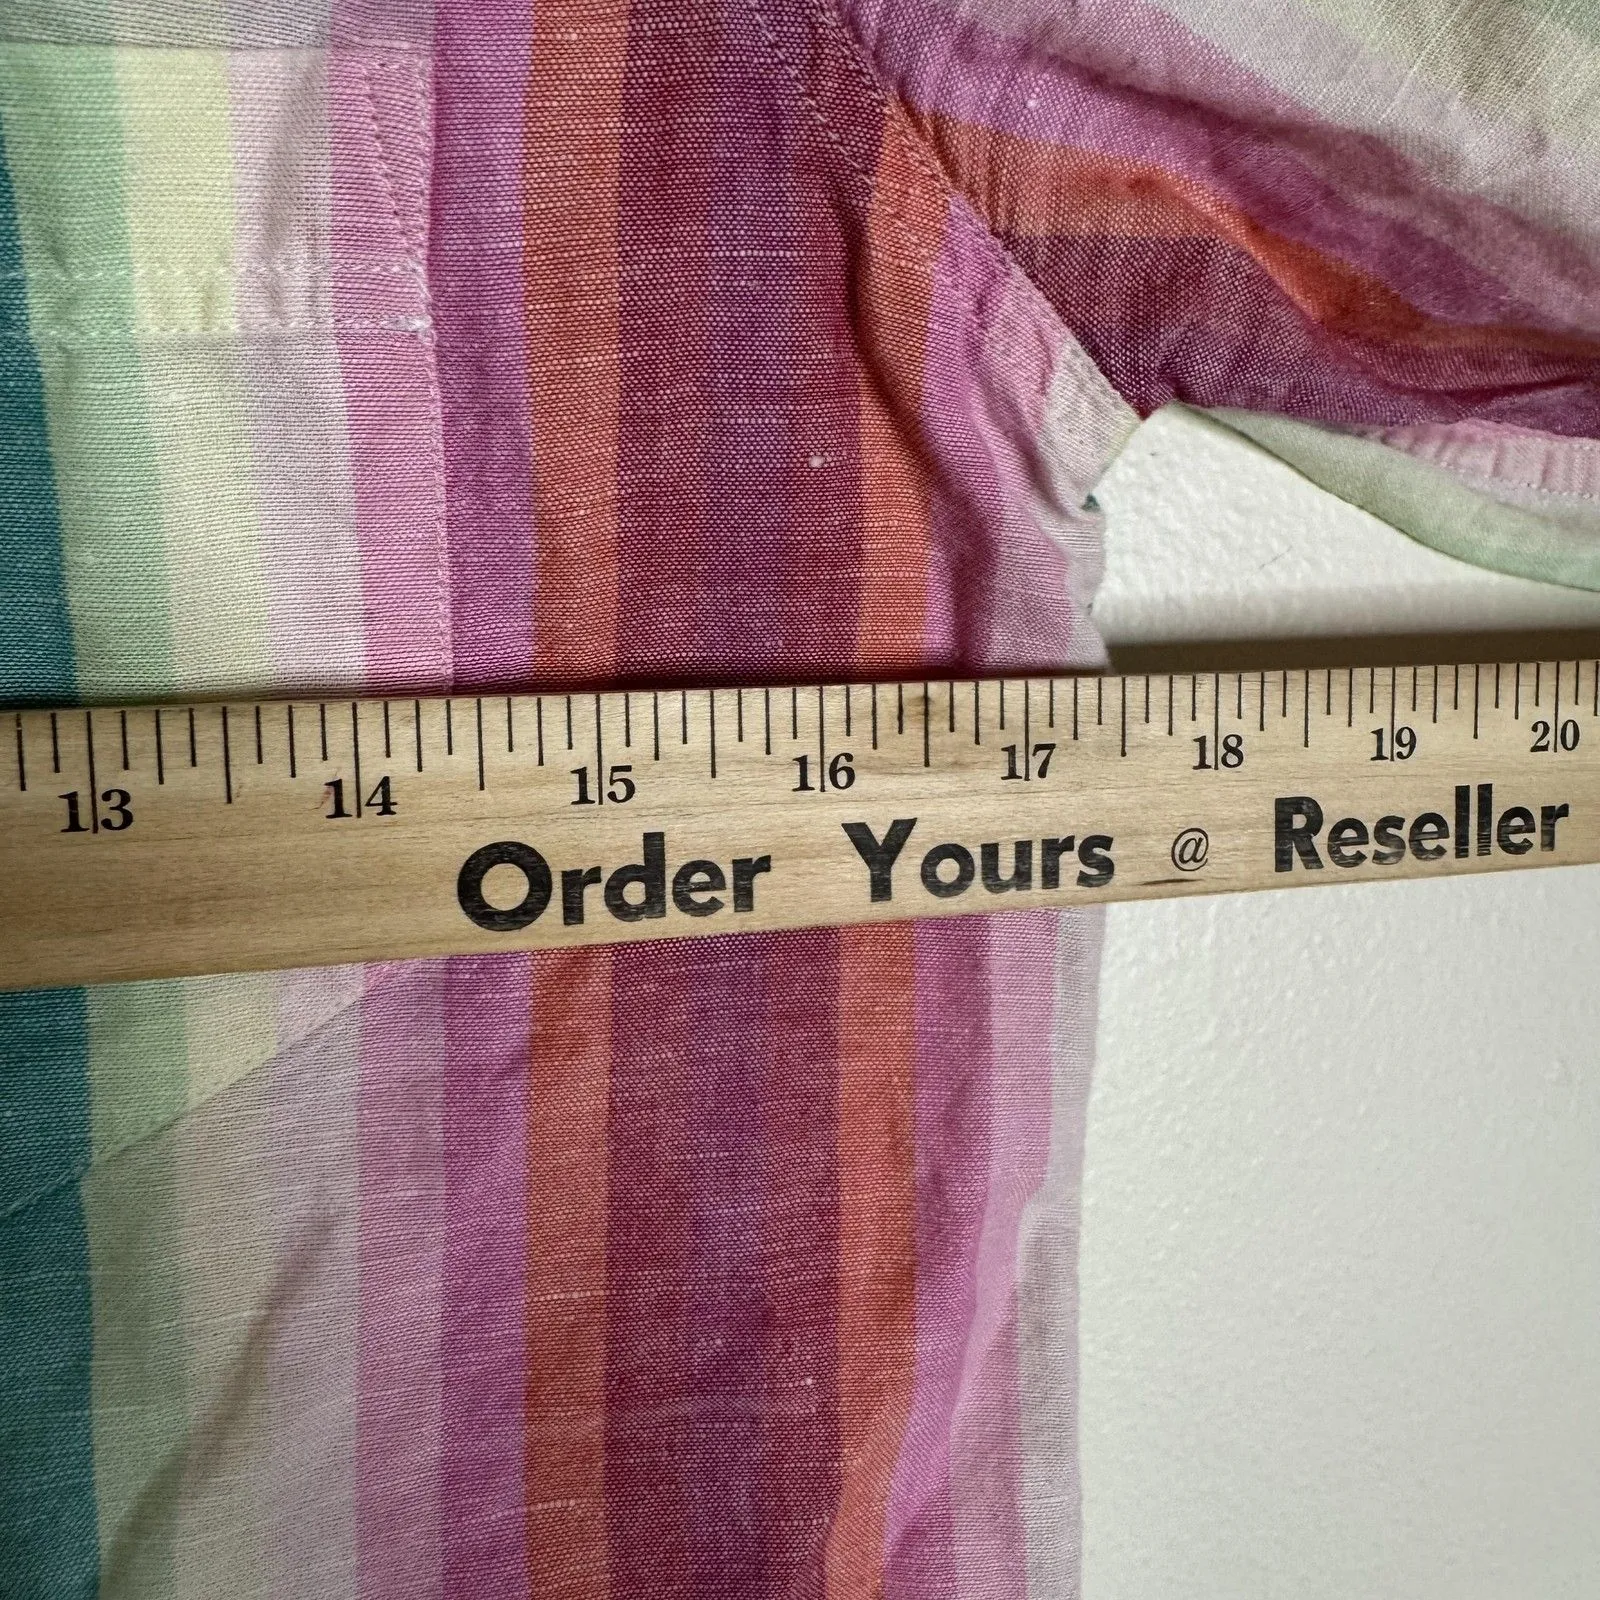 13 14 15 16 17 18 19 20
Order Yours @ Reseller